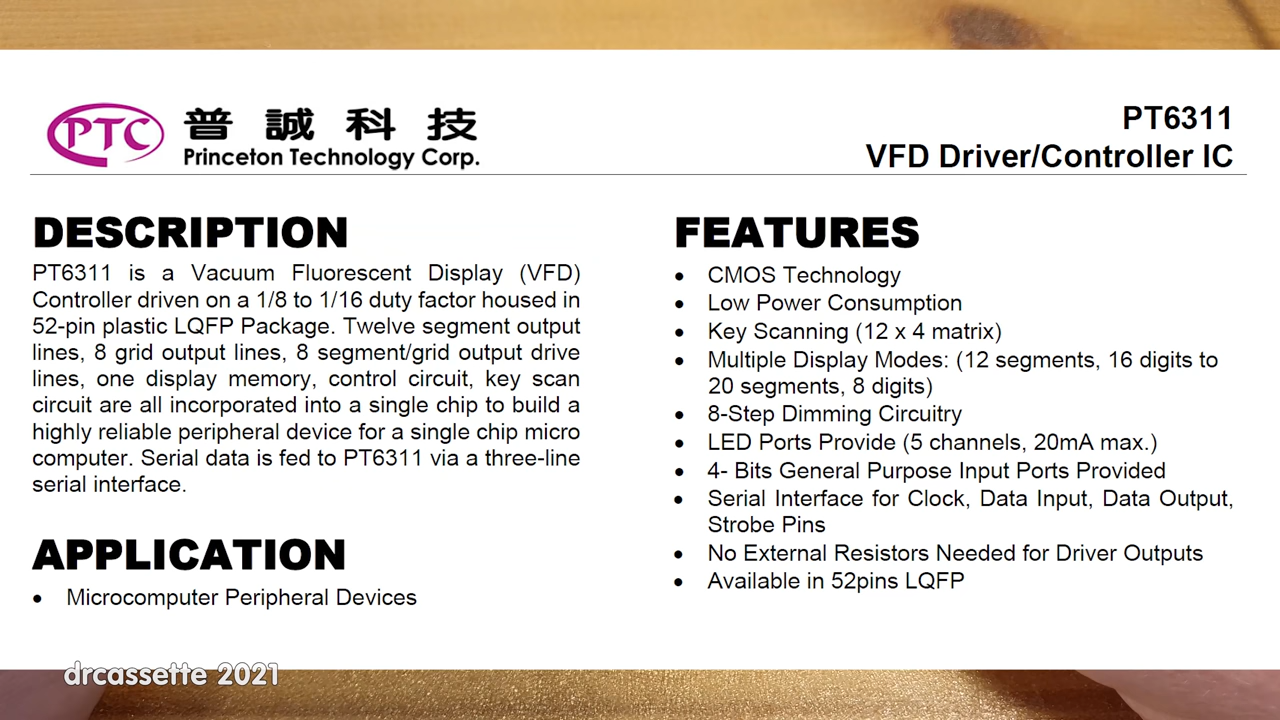 PTC
普誠科技
Princeton Technology Corp.
PT6311
VFD Driver/Controller IC
DESCRIPTION
PT6311 is a Vacuum Fluorescent Display (VFD)
Controller driven on a 1/8 to 1/16 duty factor housed in
52-pin plastic LQFP Package. Twelve segment output
lines, 8 grid output lines, 8 segment/grid output drive
lines, one display memory, control circuit, key scan
circuit are all incorporated into a single chip to build a
highly reliable peripheral device for a single chip micro
computer. Serial data is fed to PT6311 via a three-line
serial interface.
APPLICATION
• Microcomputer Peripheral Devices
FEATURES
• CMOS Technology
• Low Power Consumption
• Key Scanning (12 x 4 matrix)
• Multiple Display Modes: (12 segments, 16 digits to
20 segments, 8 digits)
• 8-Step Dimming Circuitry
• LED Ports Provide (5 channels, 20mA max.)
• 4- Bits General Purpose Input Ports Provided
• Serial Interface for Clock, Data Input, Data Output,
Strobe Pins
• No External Resistors Needed for Driver Outputs
• Available in 52pins LQFP
drcassette 2021